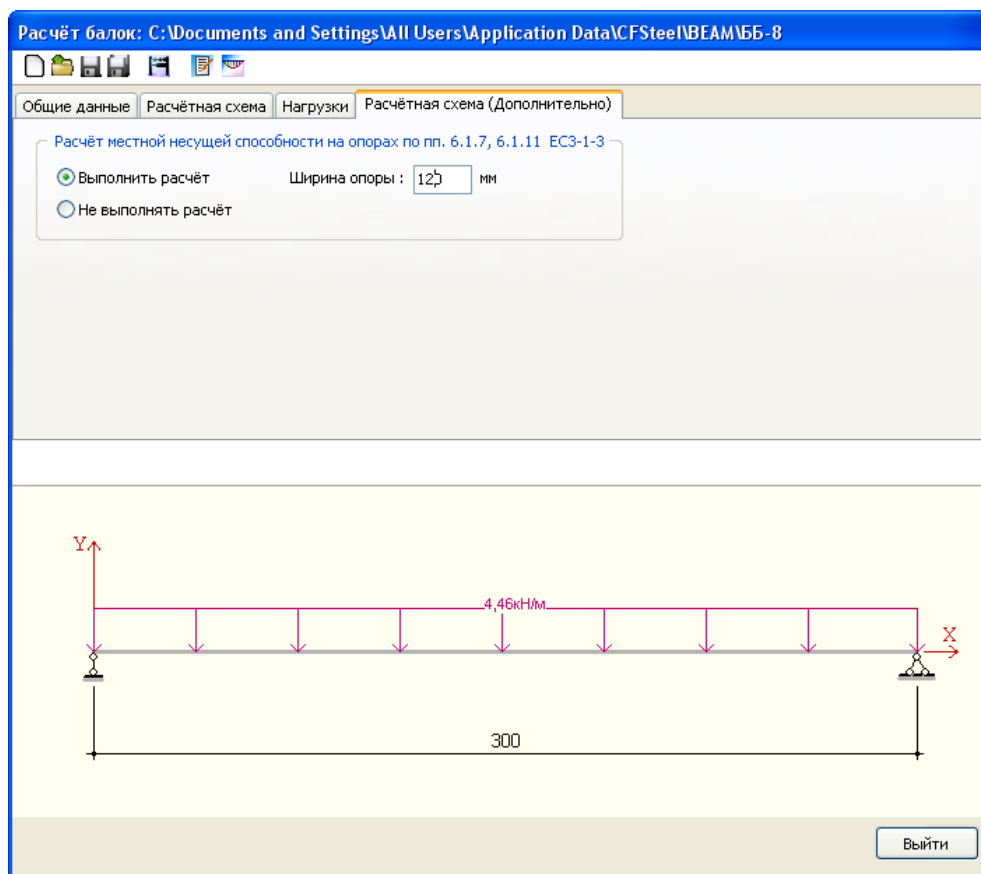 Расчёт балок: C:\Documents and Settings\All Users\Application Data\CFSteel\BEAM\ББ-8
Общие данные Расчётная схема Нагрузки Расчётная схема (Дополнительно)
Расчёт местной несущей способности на опорах по пп. 6.1.7, 6.1.11 EC3-1-3
Выполнить расчёт Ширина опоры : мм
Не выполнять расчёт
Y
4,46кН/м
X
300
Выйти